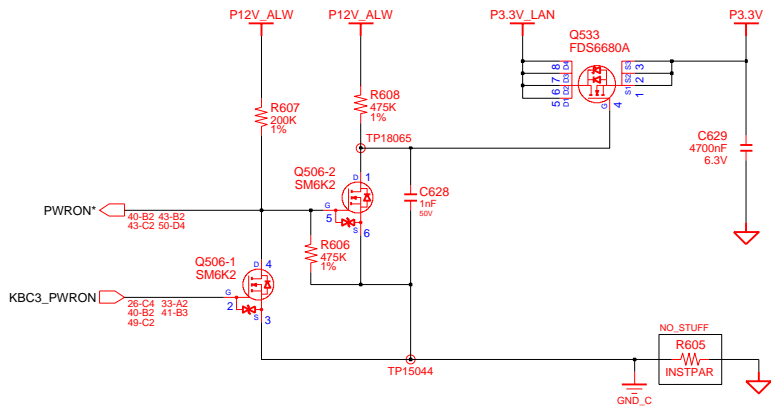 P12V_ALW
P12V_ALW
P3.3V_LAN
P3.3V
Q533
FDS6680A
8 D4
7 D3
6 D2
5 D1
S3 3
S2 2
S1 1
G
4
R607
200K
1%
R608
475K
1%
TP18065
C629
4700nF
6.3V
Q506-2
SM6K2
D 1
G
5
S
6
C628
1nF
50V
PWRON*
40-B2 43-B2
43-C2 50-D4
R606
475K
1%
Q506-1
SM6K2
D 4
G
2
S
3
KBC3_PWRON
26-C4 33-A2
40-B2 41-B3
49-C2
TP15044
NO_STUFF
R605
INSTPAR
GND_C